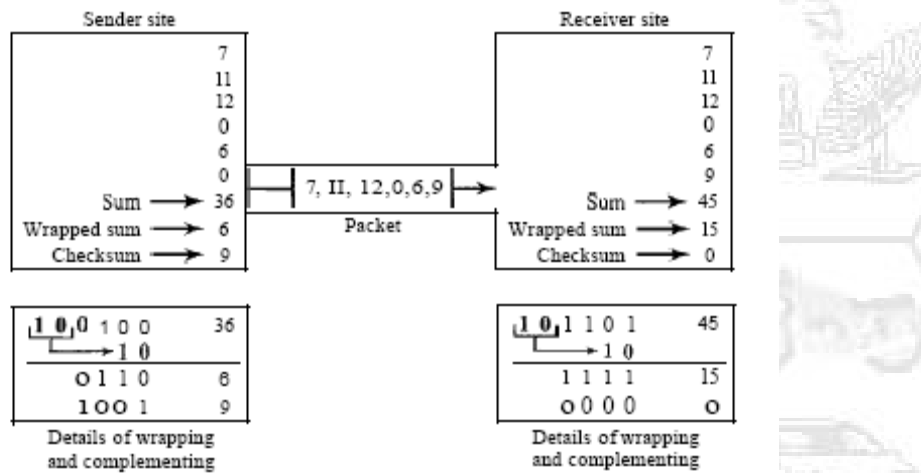 Sender site
7
11
12
0
6
0
Sum → 36
Wrapped sum → 6
Checksum → 9
7, II, 12,0,6,9
Packet
Receiver site
7
11
12
0
6
9
Sum → 45
Wrapped sum → 15
Checksum → 0
1 0 0 1 0 0 36
1 0
0 1 1 0 6
1 0 0 1 9
Details of wrapping
and complementing
1 0 1 1 0 1 45
1 0
1 1 1 1 15
0 0 0 0 0
Details of wrapping
and complementing